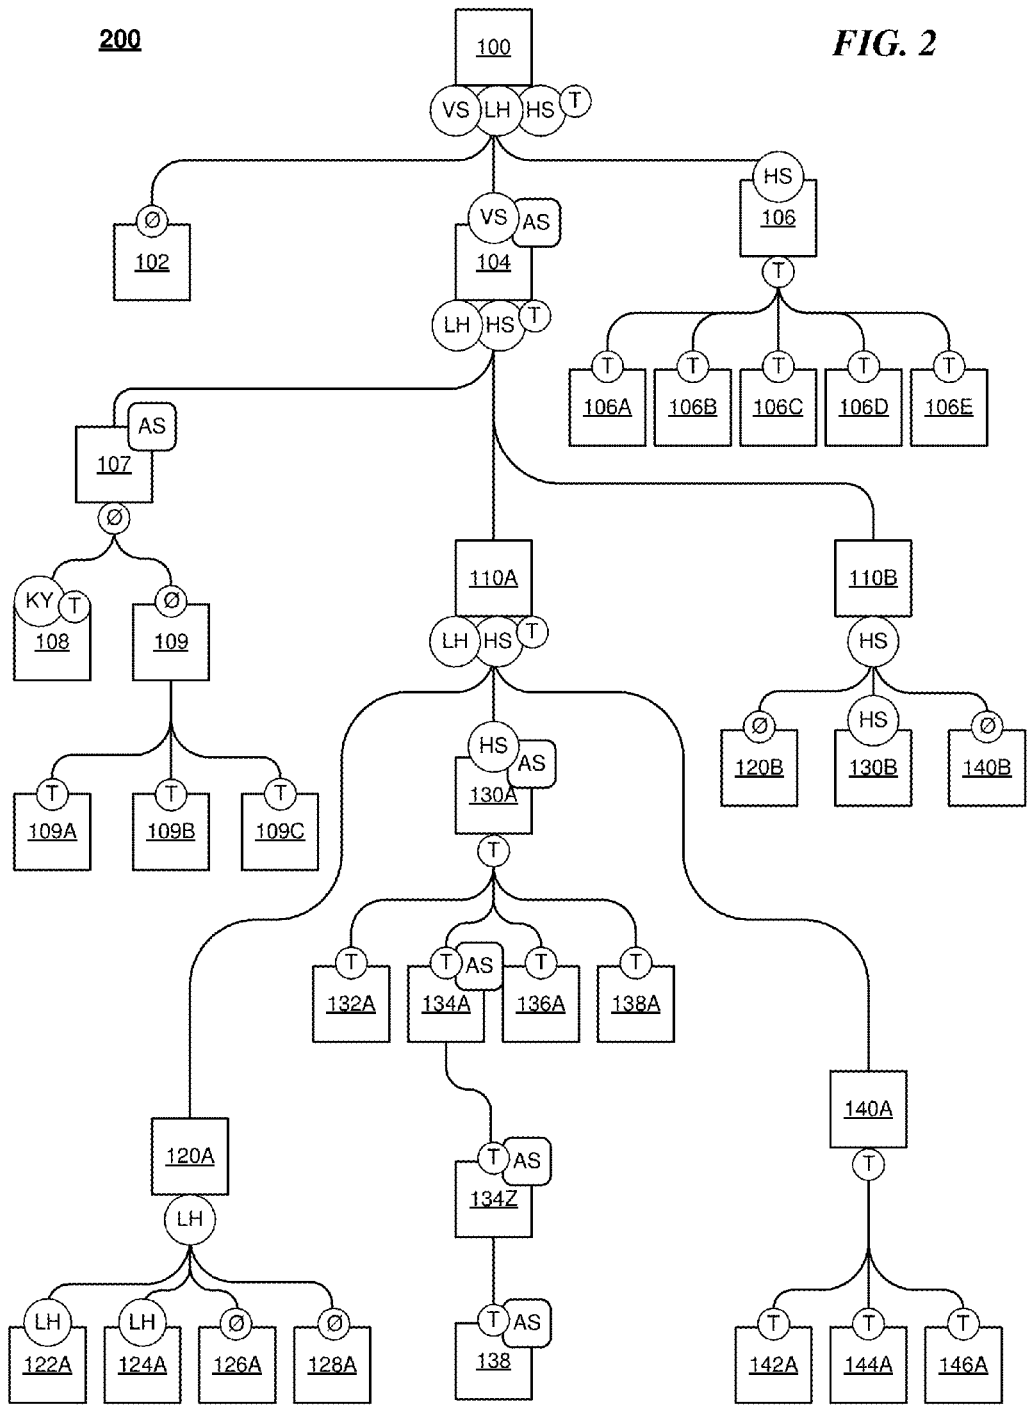 200
FIG. 2
100
VS LH HS T
HS
106
VS AS
Ø
104
102
T
LH HS T
T T T T T
106A 106B 106C 106D 106E
AS
107
Ø
110A 110B
KY T Ø
108 109
LH HS T
HS
Ø HS Ø
HS AS
120B 130B 140B
T T T
130A
109A 109B 109C
T
T T AS T T
132A 134A 136A 138A
140A
120A
T AS
T
134Z
LH
LH LH Ø Ø
T AS
T T T
122A 124A 126A 128A
138
142A 144A 146A